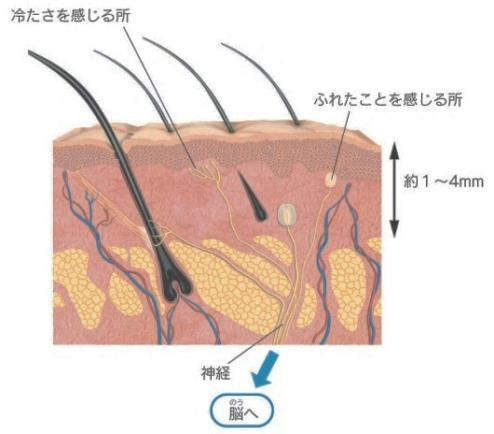 冷たさを感じる所
ふれたことを感じる所
約1〜4mm
神経
のう
脳へ